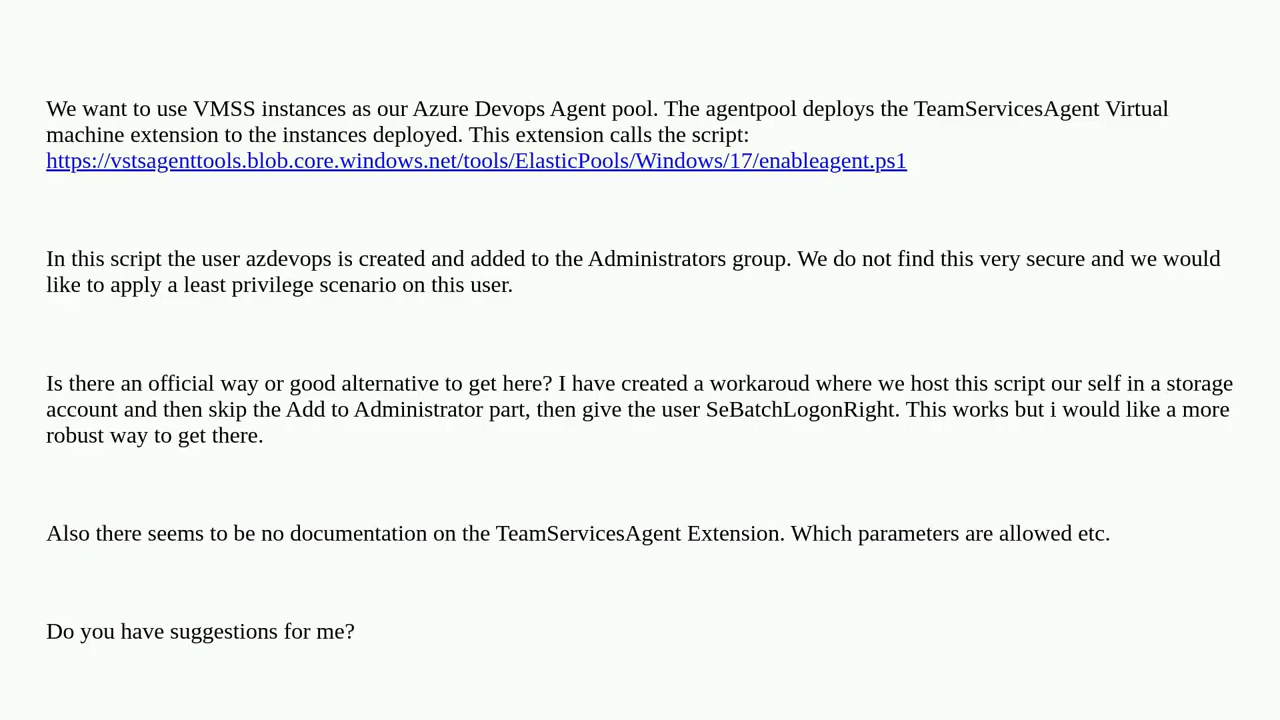 We want to use VMSS instances as our Azure Devops Agent pool. The agentpool deploys the TeamServicesAgent Virtual
machine extension to the instances deployed. This extension calls the script:
https://vstsagenttools.blob.core.windows.net/tools/ElasticPools/Windows/17/enableagent.ps1
In this script the user azdevops is created and added to the Administrators group. We do not find this very secure and we would
like to apply a least privilege scenario on this user.
Is there an official way or good alternative to get here? I have created a workaroud where we host this script our self in a storage
account and then skip the Add to Administrator part, then give the user SeBatchLogonRight. This works but i would like a more
robust way to get there.
Also there seems to be no documentation on the TeamServicesAgent Extension. Which parameters are allowed etc.
Do you have suggestions for me?